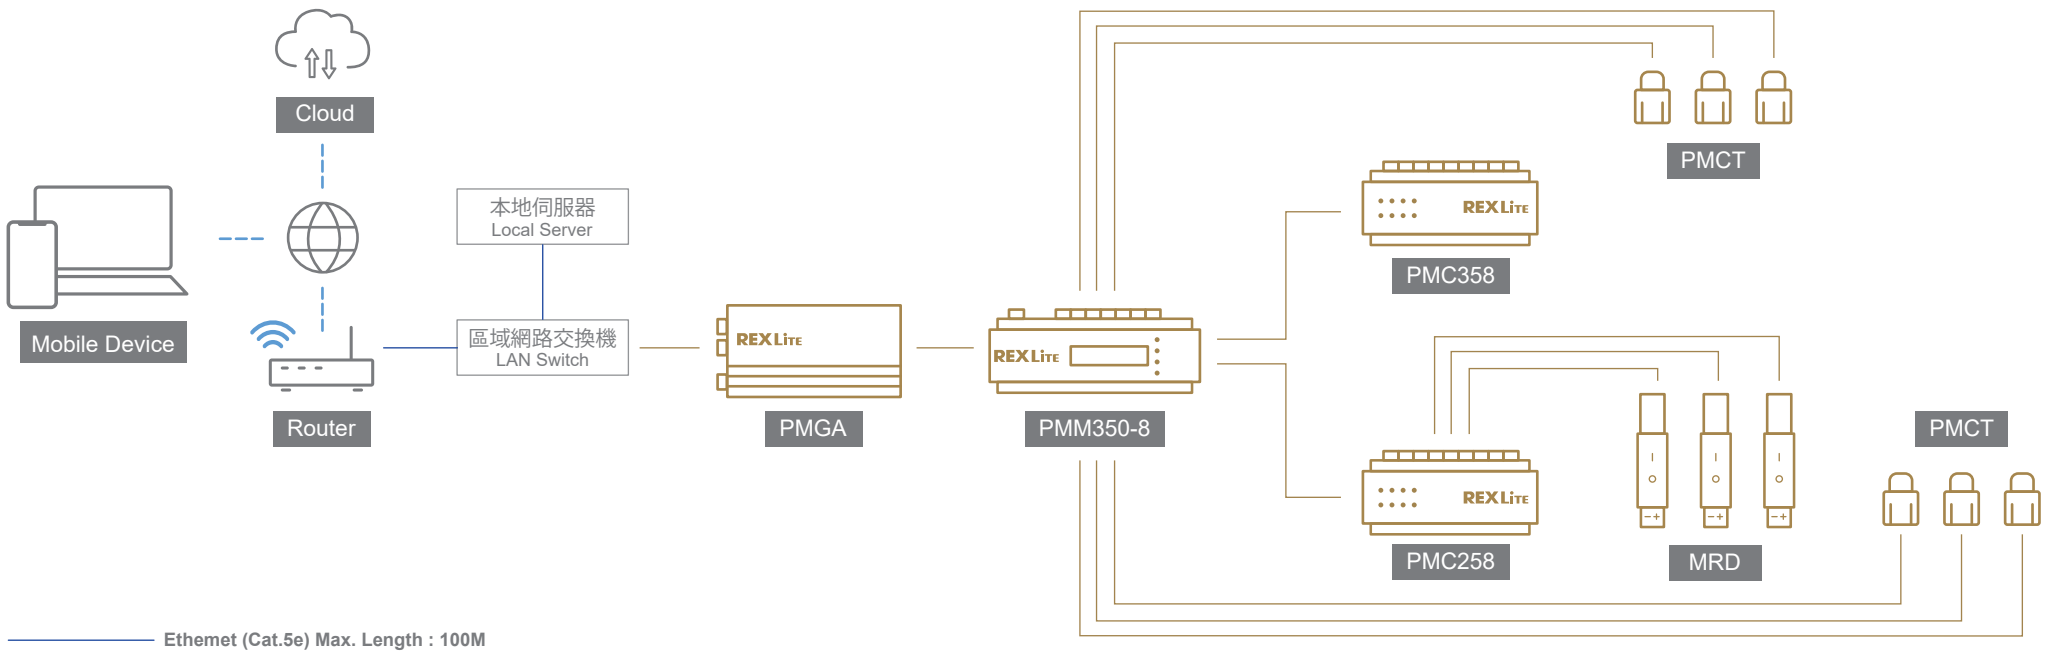 Cloud
PMCT
本地伺服器
Local Server
REXLiTE
PMC358
Mobile Device
區域網路交換機
LAN Switch
REXLiTE
REXLiTE
Router
PMGA
PMM350-8
PMCT
REXLiTE
PMC258
MRD
Ethemet (Cat.5e) Max. Length : 100M